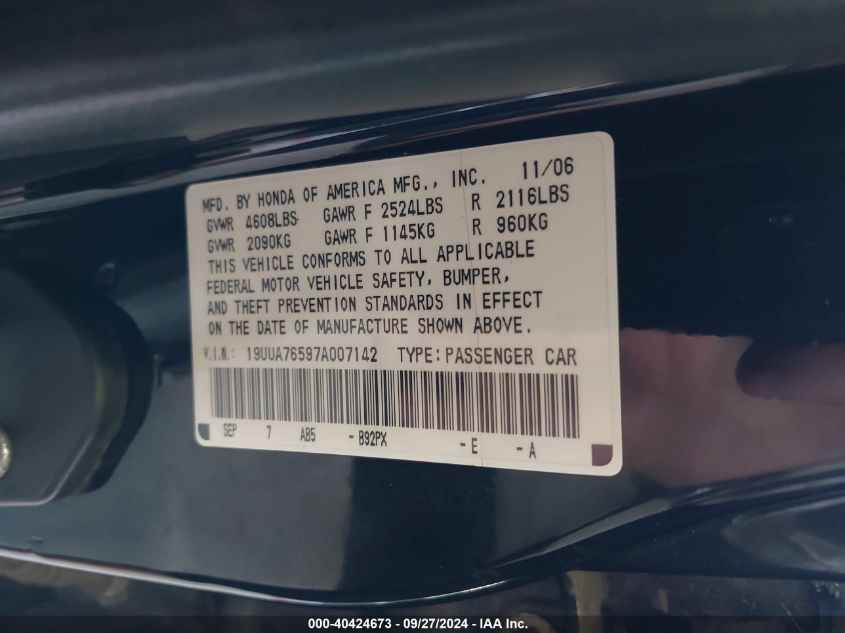 MFD. BY HONDA OF AMERICA MFG., INC. 11/06
GVWR 4608LBS GAWR F 2524LBS R 2116LBS
GVWR 2090KG GAWR F 1145KG R 960KG
THIS VEHICLE CONFORMS TO ALL APPLICABLE
FEDERAL MOTOR VEHICLE SAFETY, BUMPER,
AND THEFT PREVENTION STANDARDS IN EFFECT
ON THE DATE OF MANUFACTURE SHOWN ABOVE.
V.I.N.: 19UUA76597A007142 TYPE: PASSENGER CAR
SEP 7 AB5 - B92PX - E - A
000-40424673 - 09/27/2024 - IAA Inc.